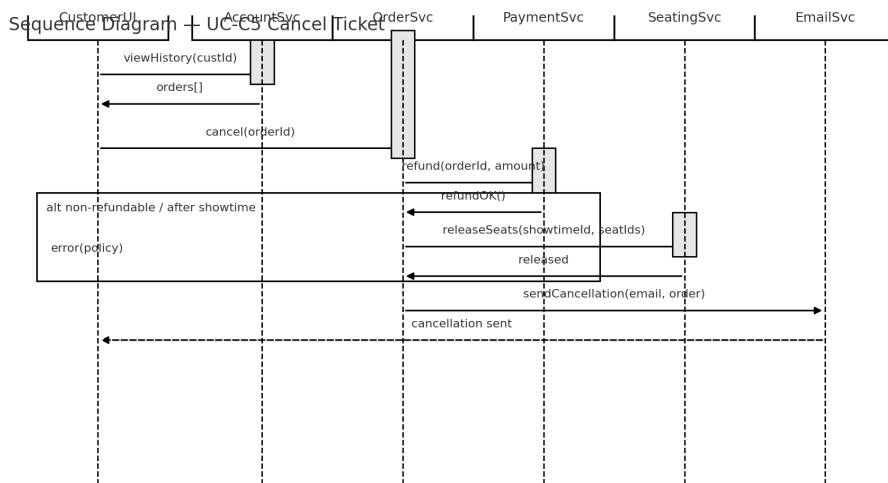 Sequence Diagram — UC-C5 Cancel Ticket
CustomerUI AccountSvc OrderSvc PaymentSvc SeatingSvc EmailSvc
viewHistory(custId)
orders[]
cancel(orderId)
refund(orderId, amount)
refundOK()
alt non-refundable / after showtime
releaseSeats(showtimeId, seatIds)
error(policy)
released
sendCancellation(email, order)
cancellation sent